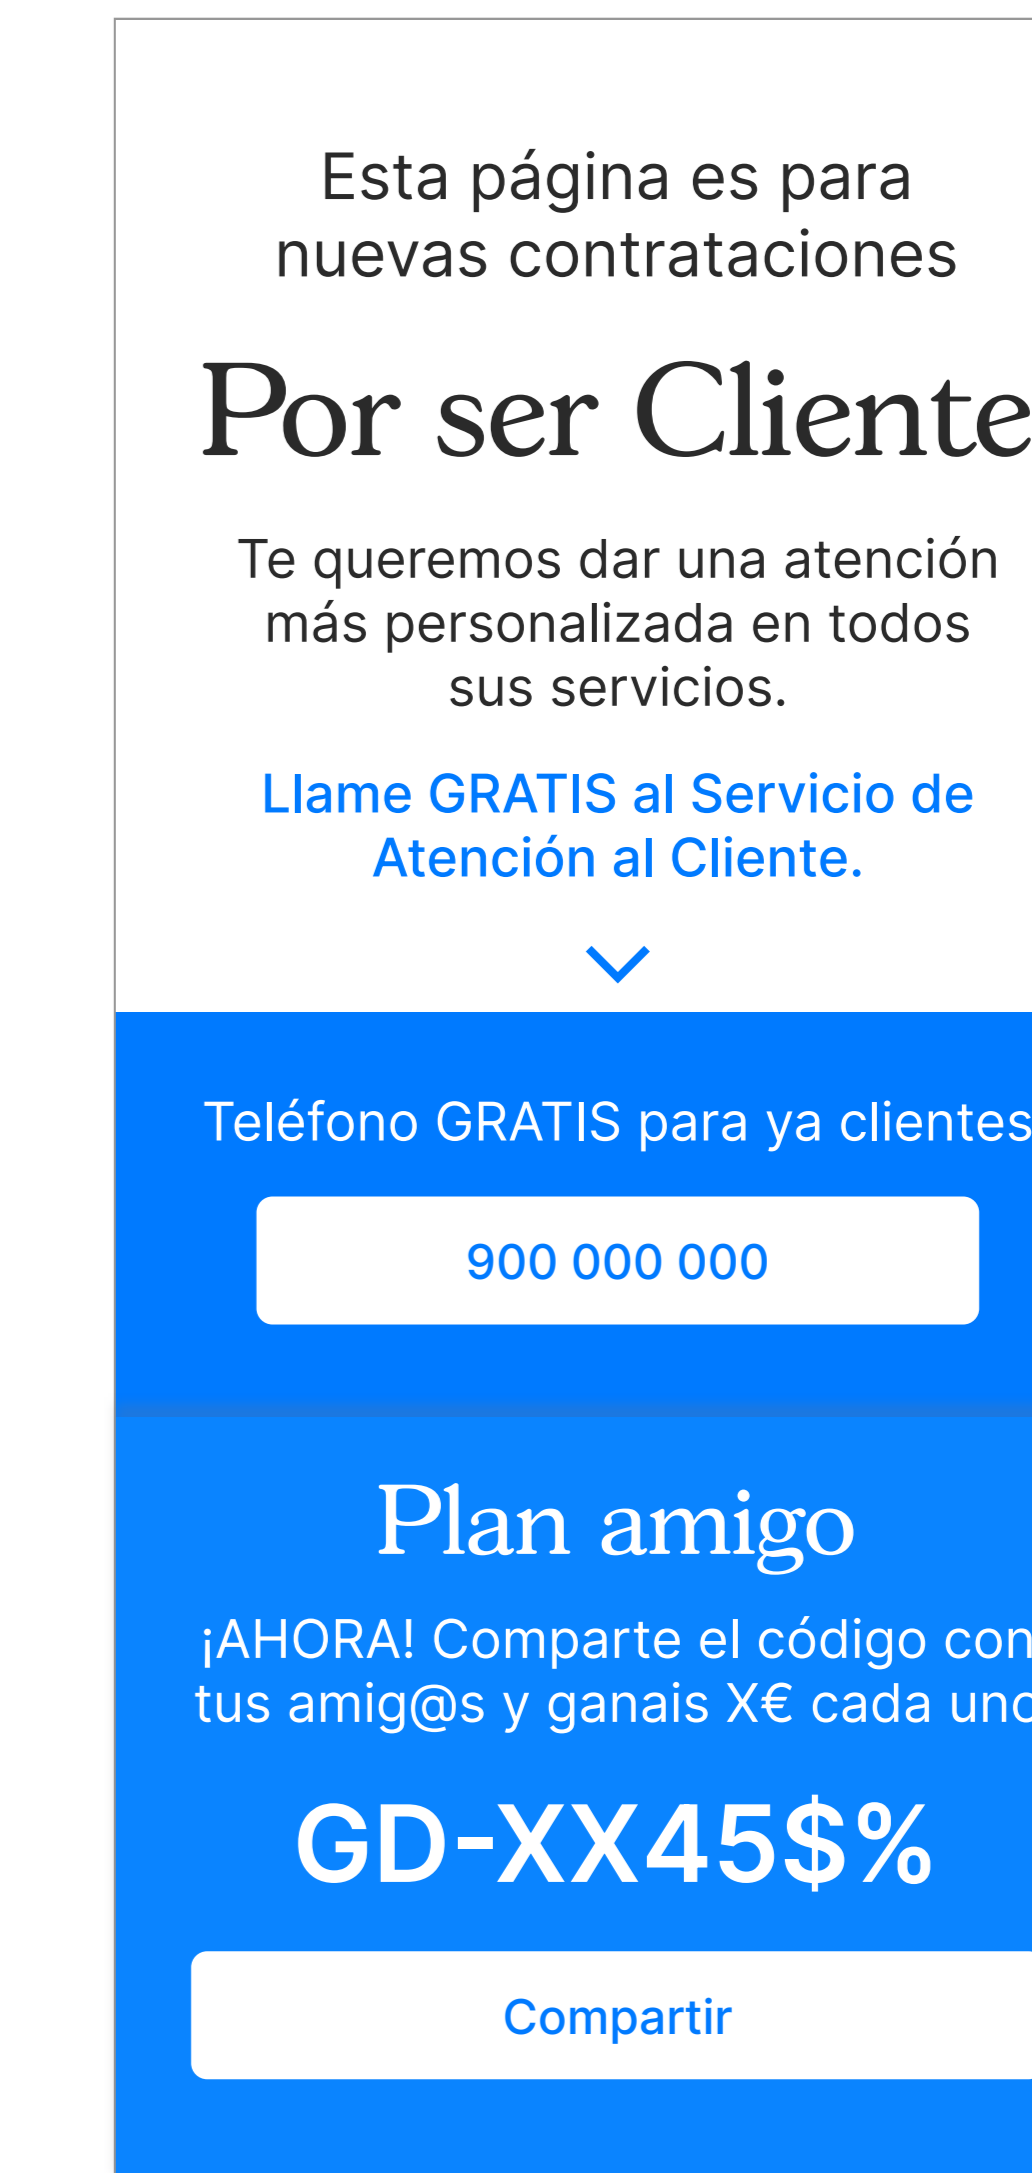 Esta página es para
nuevas contrataciones
Por ser Cliente
Te queremos dar una atención
más personalizada en todos
sus servicios.
Llame GRATIS al Servicio de
Atención al Cliente.
Teléfono GRATIS para ya clientes
900 000 000
Plan amigo
¡AHORA! Comparte el código con
tus amig@s y ganais X€ cada uno
GD-XX45$%
Compartir